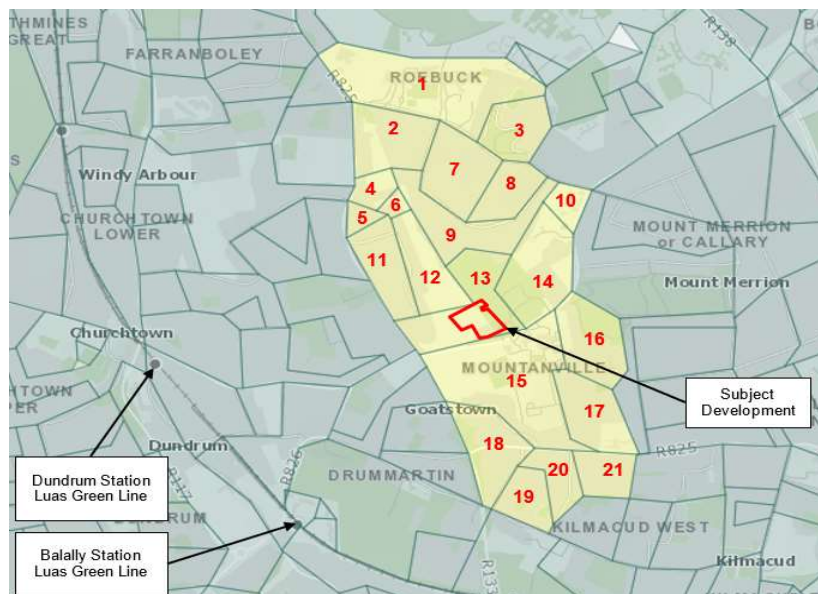 THMINES
GREAT
FARRANBOLEY
R138
R825
ROEBUCK
1
2
3
7
8
Windy Arbour
4
6
10
5
CHURCHTOWN
LOWER
9
MOUNT MERRION
or CALLARY
11
12
13
14
Mount Merrion
Churchtown
16
MOUNTANVILLE
15
Subject
Development
HTOWN
PER
Goatstown
17
Dundrum
18
20
21
R825
R826
DRUMMARTIN
19
Dundrum Station
Luas Green Line
R117
DUNDRUM
KILMACUD WEST
Balally Station
Luas Green Line
Kilmacud
R133